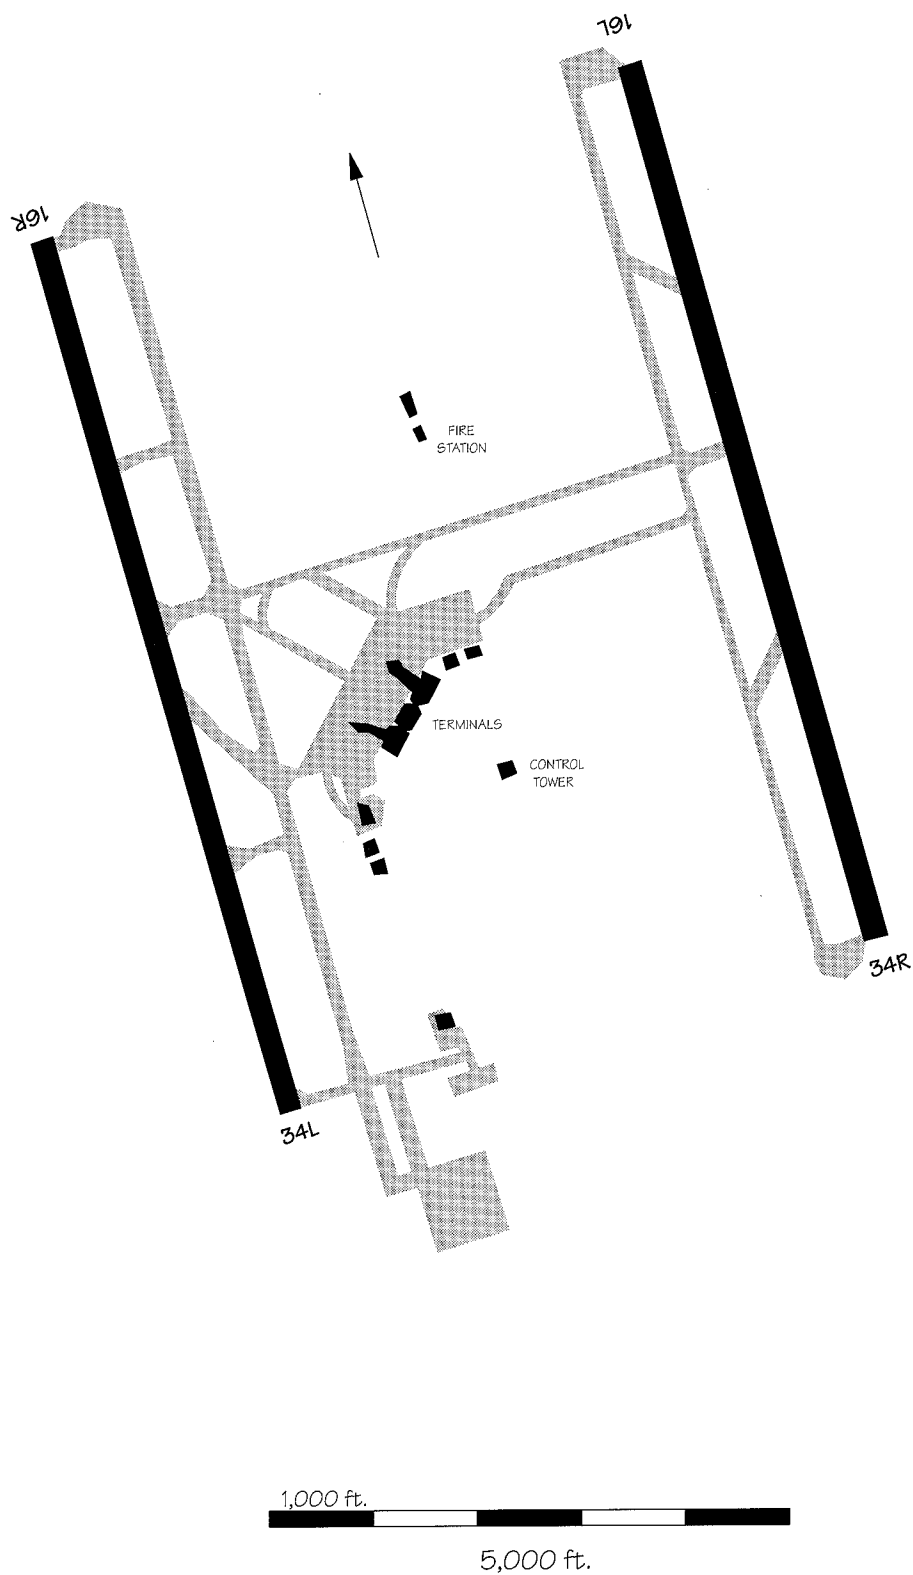 16L
16R
FIRE
STATION
TERMINALS
CONTROL
TOWER
34R
34L
1,000 ft.
5,000 ft.